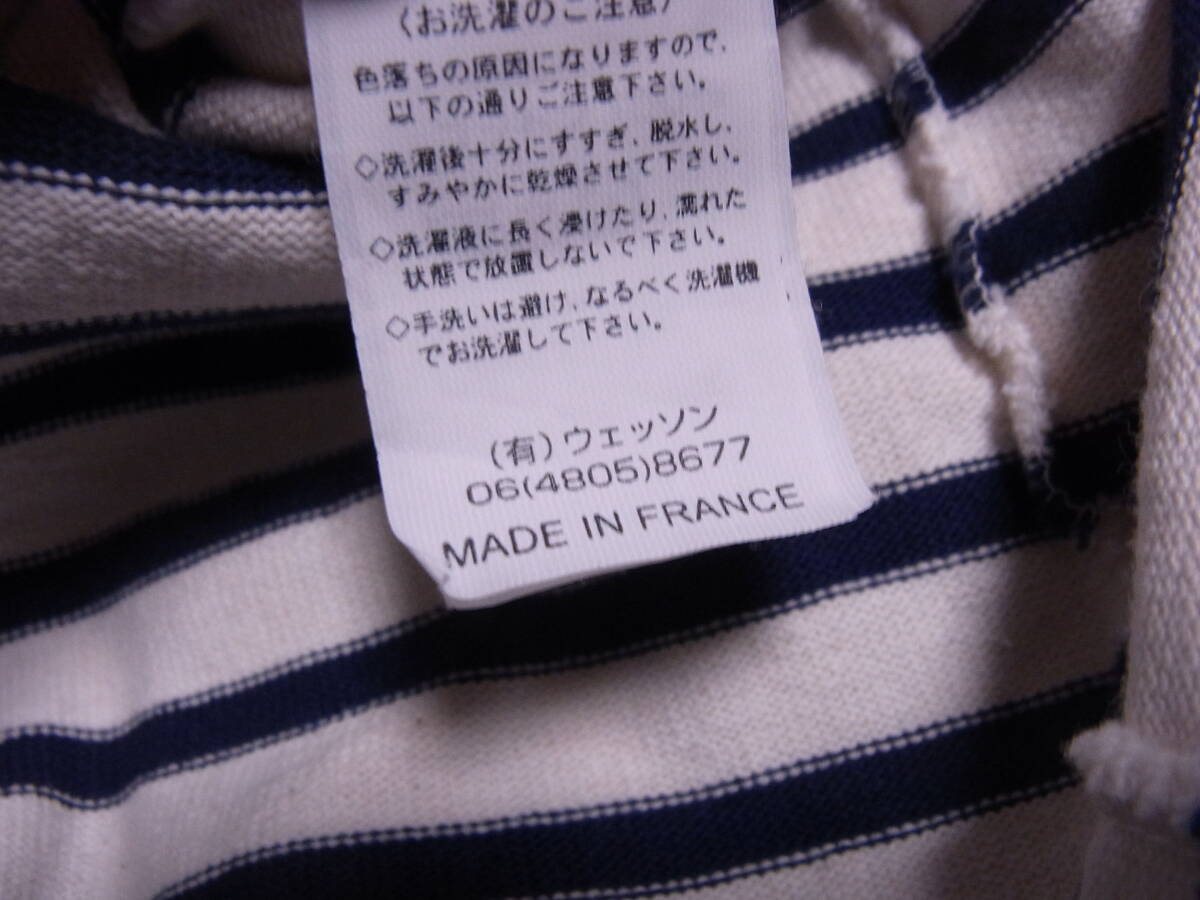 〈お洗濯のご注意〉
色落ちの原因になりますので、
以下の通りご注意下さい。
◇洗濯後十分にすすぎ、脱水し、
すみやかに乾燥させて下さい。
◇洗濯液に長く浸けたり、濡れた
状態で放置しないで下さい。
◇手洗いは避け、なるべく洗濯機
でお洗濯して下さい。
(有)ウェッソン
06(4805)8677
MADE IN FRANCE